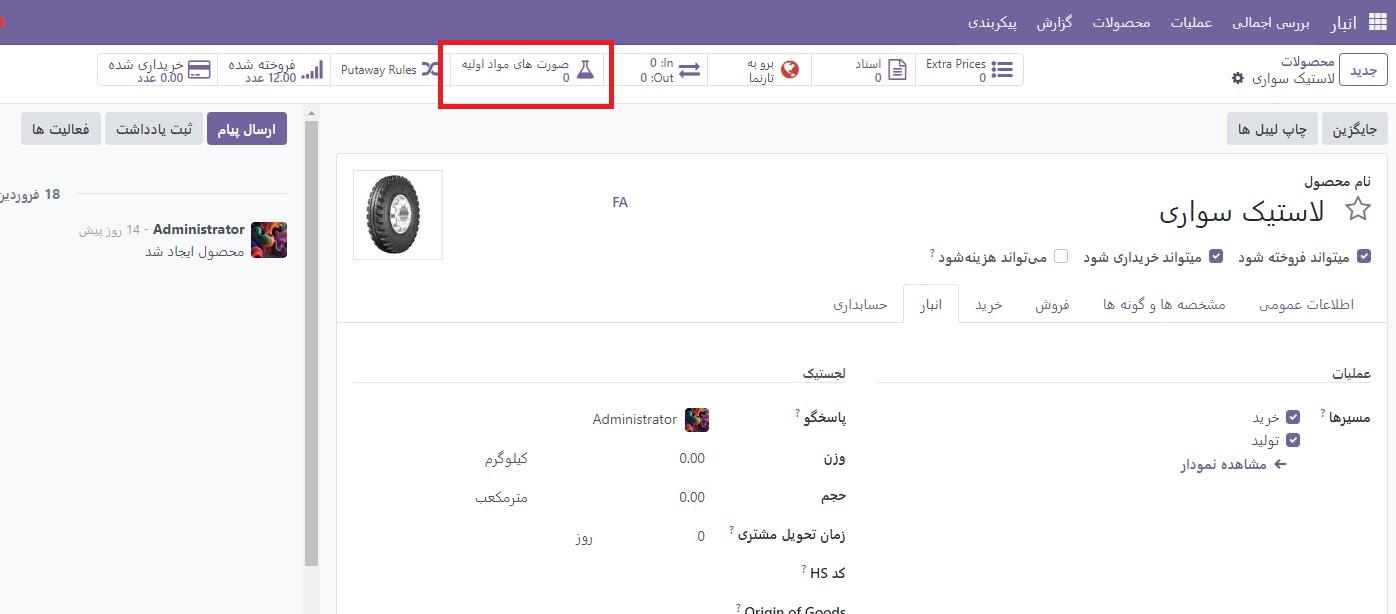 انبار بررسی اجمالی عملیات محصولات گزارش پیکربندی
جدید
محصولات
لاستیک سواری
Extra Prices
0
اسناد
0
برو به
تارنما
In: 0
Out: 0
صورت های مواد اولیه
0
Putaway Rules
فروخته شده
12.00 عدد
خریداری شده
0.00 عدد
جایگزین چاپ لیبل ها
ارسال پیام ثبت یادداشت فعالیت ها
نام محصول
لاستیک سواری
FA
میتواند فروخته شود میتواند خریداری شود می‌تواند هزینه‌شود ?
اطلاعات عمومی مشخصه ها و گونه ها فروش خرید انبار حسابداری
عملیات
مسیرها ?
خرید
تولید
مشاهده نمودار
لجستیک
پاسخگو ? Administrator
وزن 0.00 کیلوگرم
حجم 0.00 مترمکعب
زمان تحویل مشتری ? 0 روز
کد HS ?
Origin of Goods ?
18 فروردین
Administrator - 14 روز پیش
محصول ایجاد شد